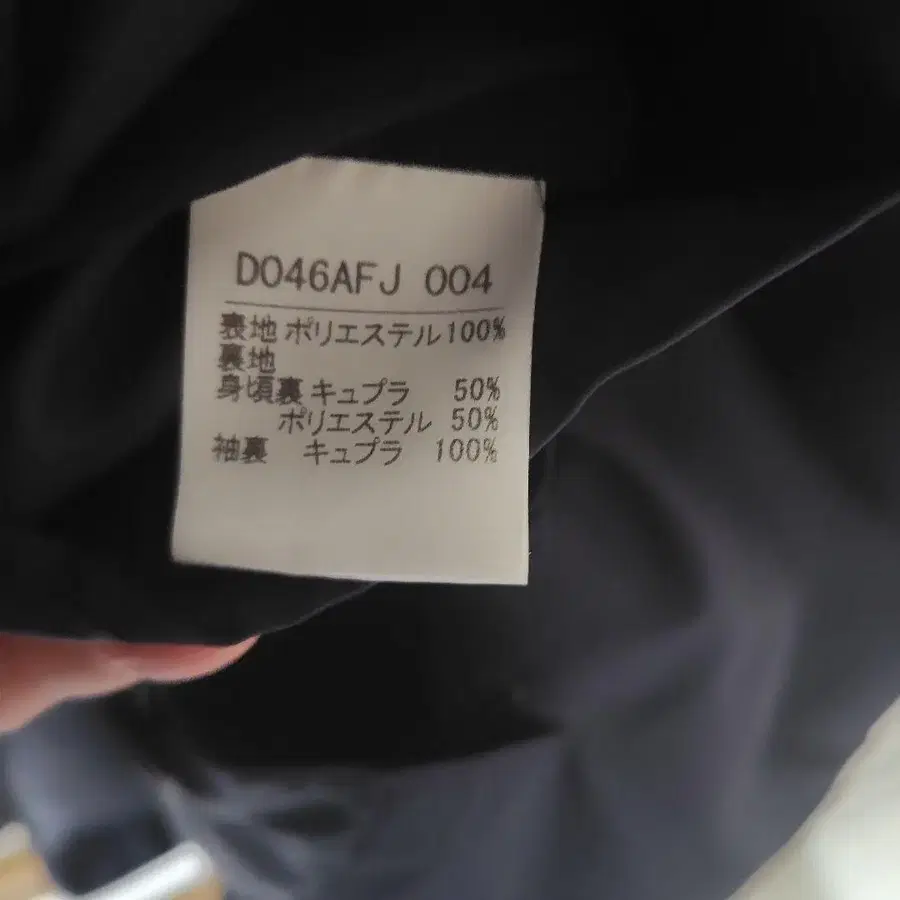 D046AFJ 004
表地 ポリエステル100%
裏地
身頃裏 キュプラ 50%
ポリエステル 50%
袖裏 キュプラ 100%